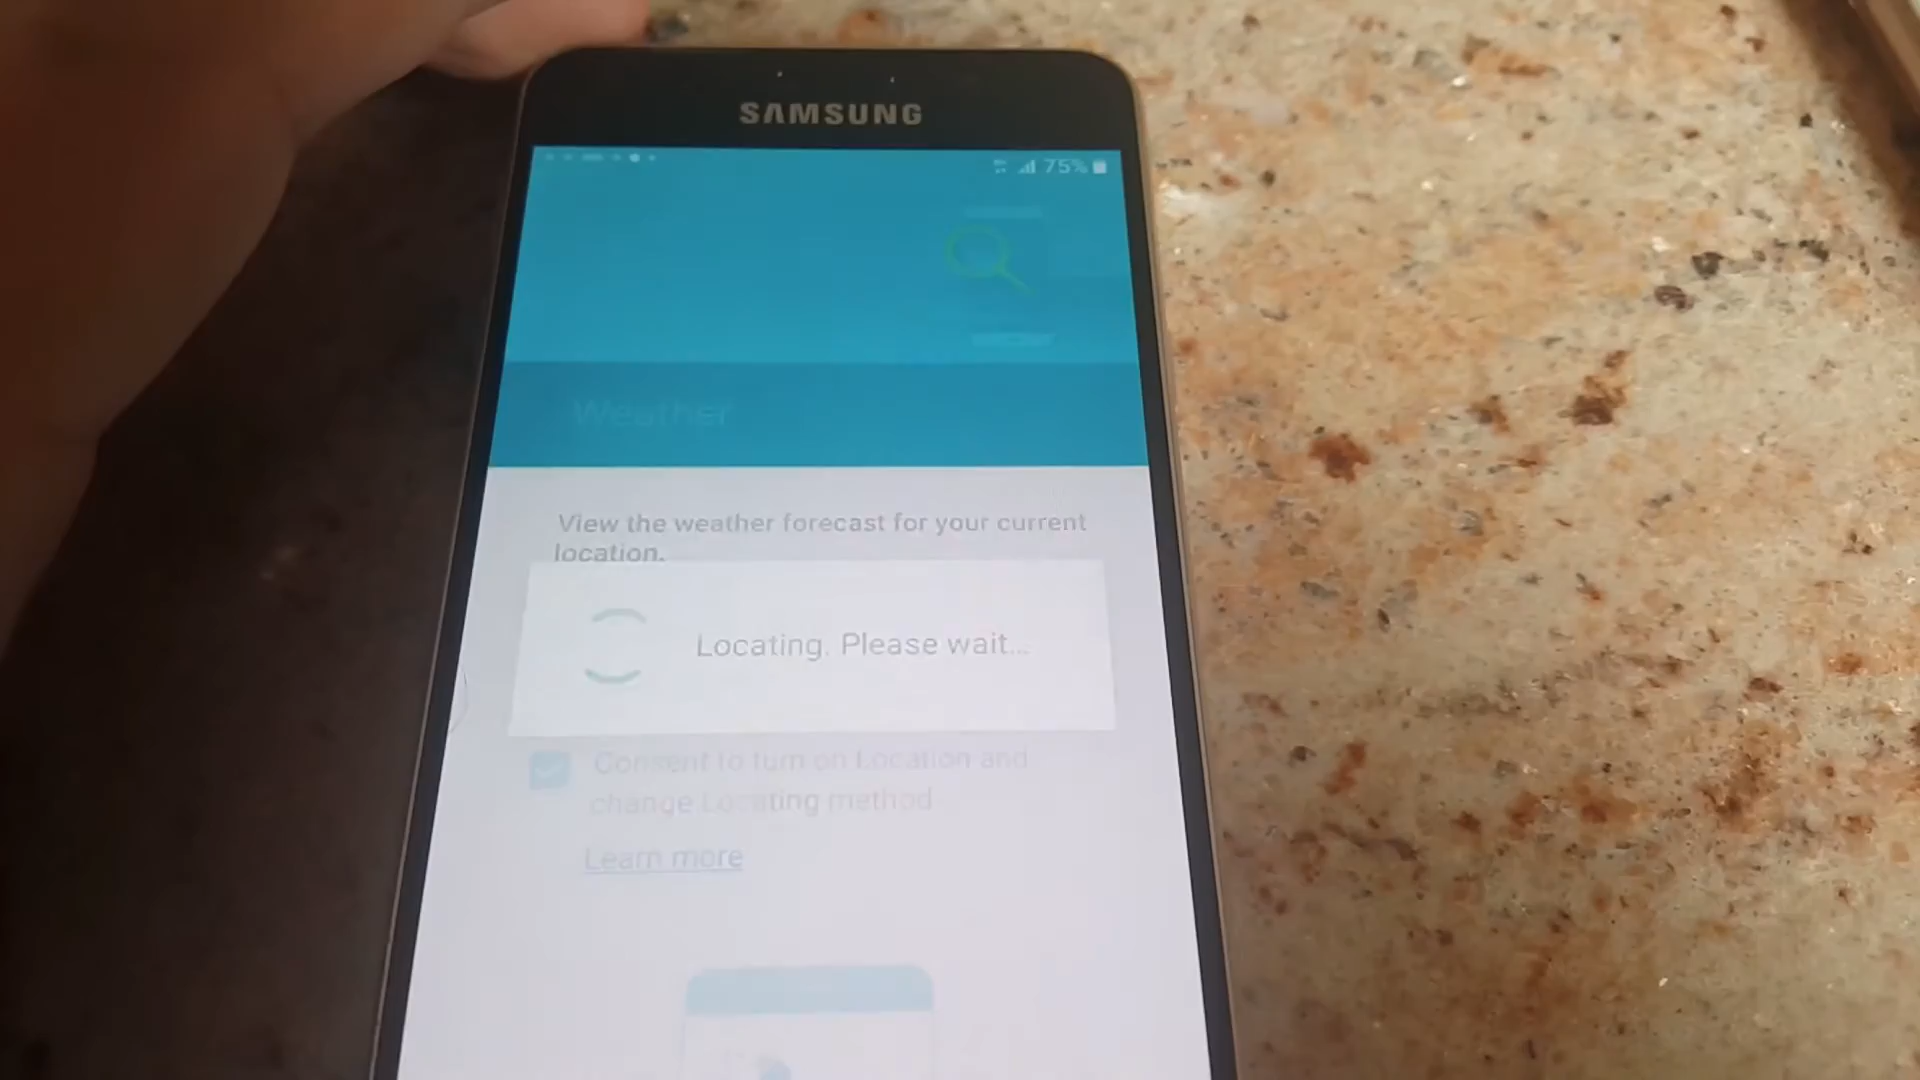 SAMSUNG
75%
Weather
View the weather forecast for your current
location.
Locating. Please wait...
Consent to turn on Location and
change Locating method
Learn more